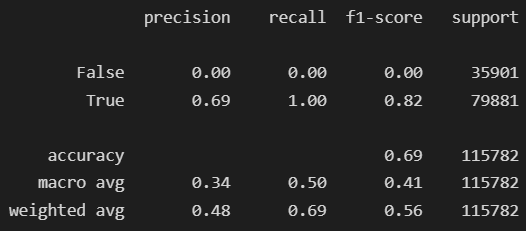 precision recall f1-score support
False 0.00 0.00 0.00 35901
True 0.69 1.00 0.82 79881
accuracy 0.69 115782
macro avg 0.34 0.50 0.41 115782
weighted avg 0.48 0.69 0.56 115782